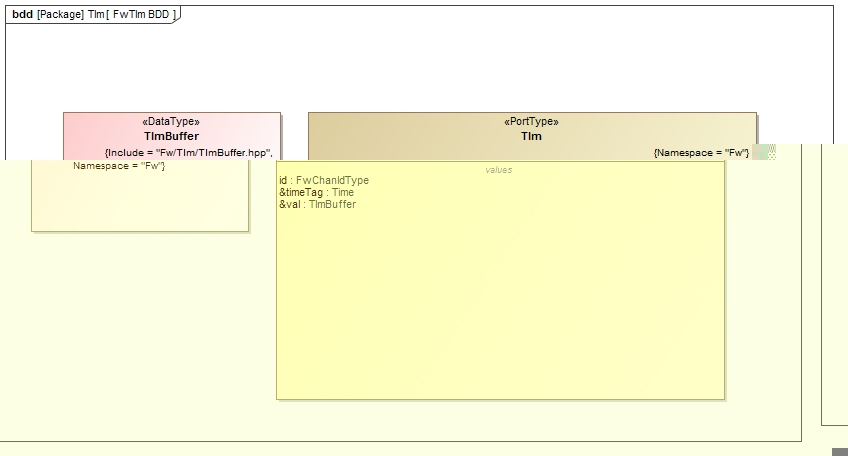 bdd [Package] Tlm [ FwTlm BDD ]
«DataType»
TlmBuffer
{Include = "Fw/Tlm/TlmBuffer.hpp",
Namespace = "Fw"}
«PortType»
Tlm
{Namespace = "Fw"}
values
id : FwChanIdType
&timeTag : Time
&val : TlmBuffer